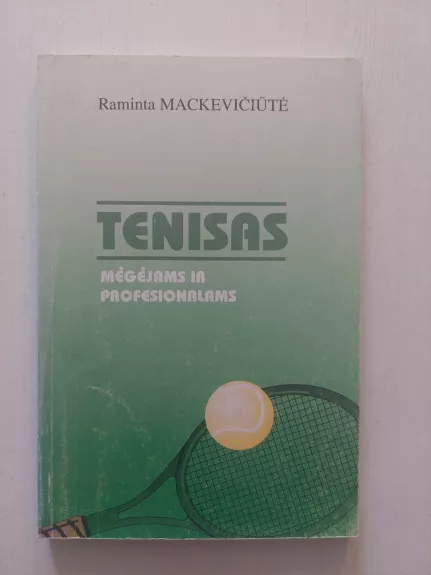 Raminta MACKEVIČIŪTĖ
TENISAS
MĖGĖJAMS IR
PROFESIONALAMS